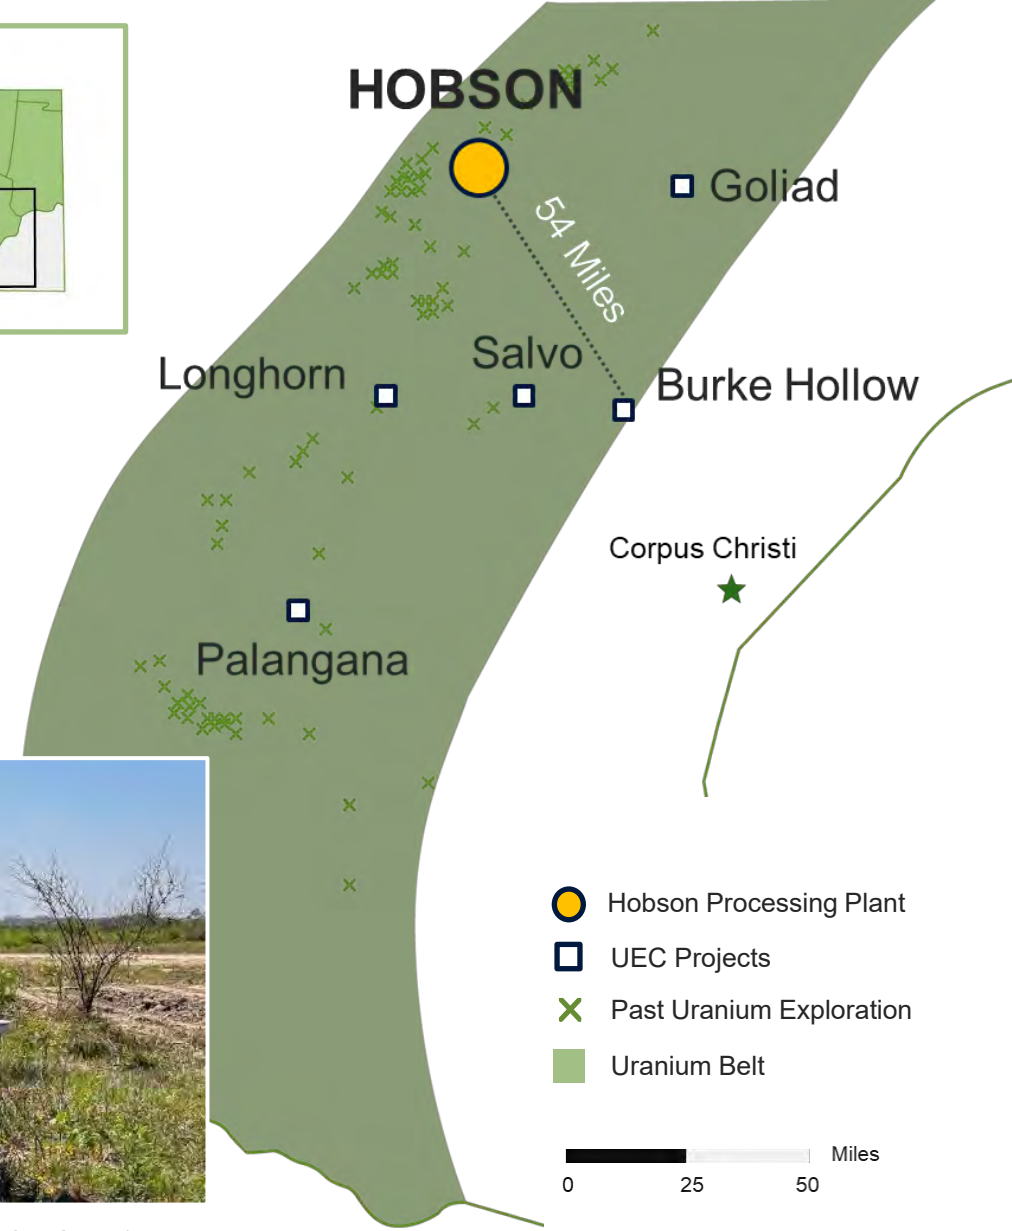 HOBSON
Goliad
54 Miles
Salvo
Longhorn
Burke Hollow
Corpus Christi
Palangana
Hobson Processing Plant
UEC Projects
Past Uranium Exploration
Uranium Belt
Miles
0 25 50